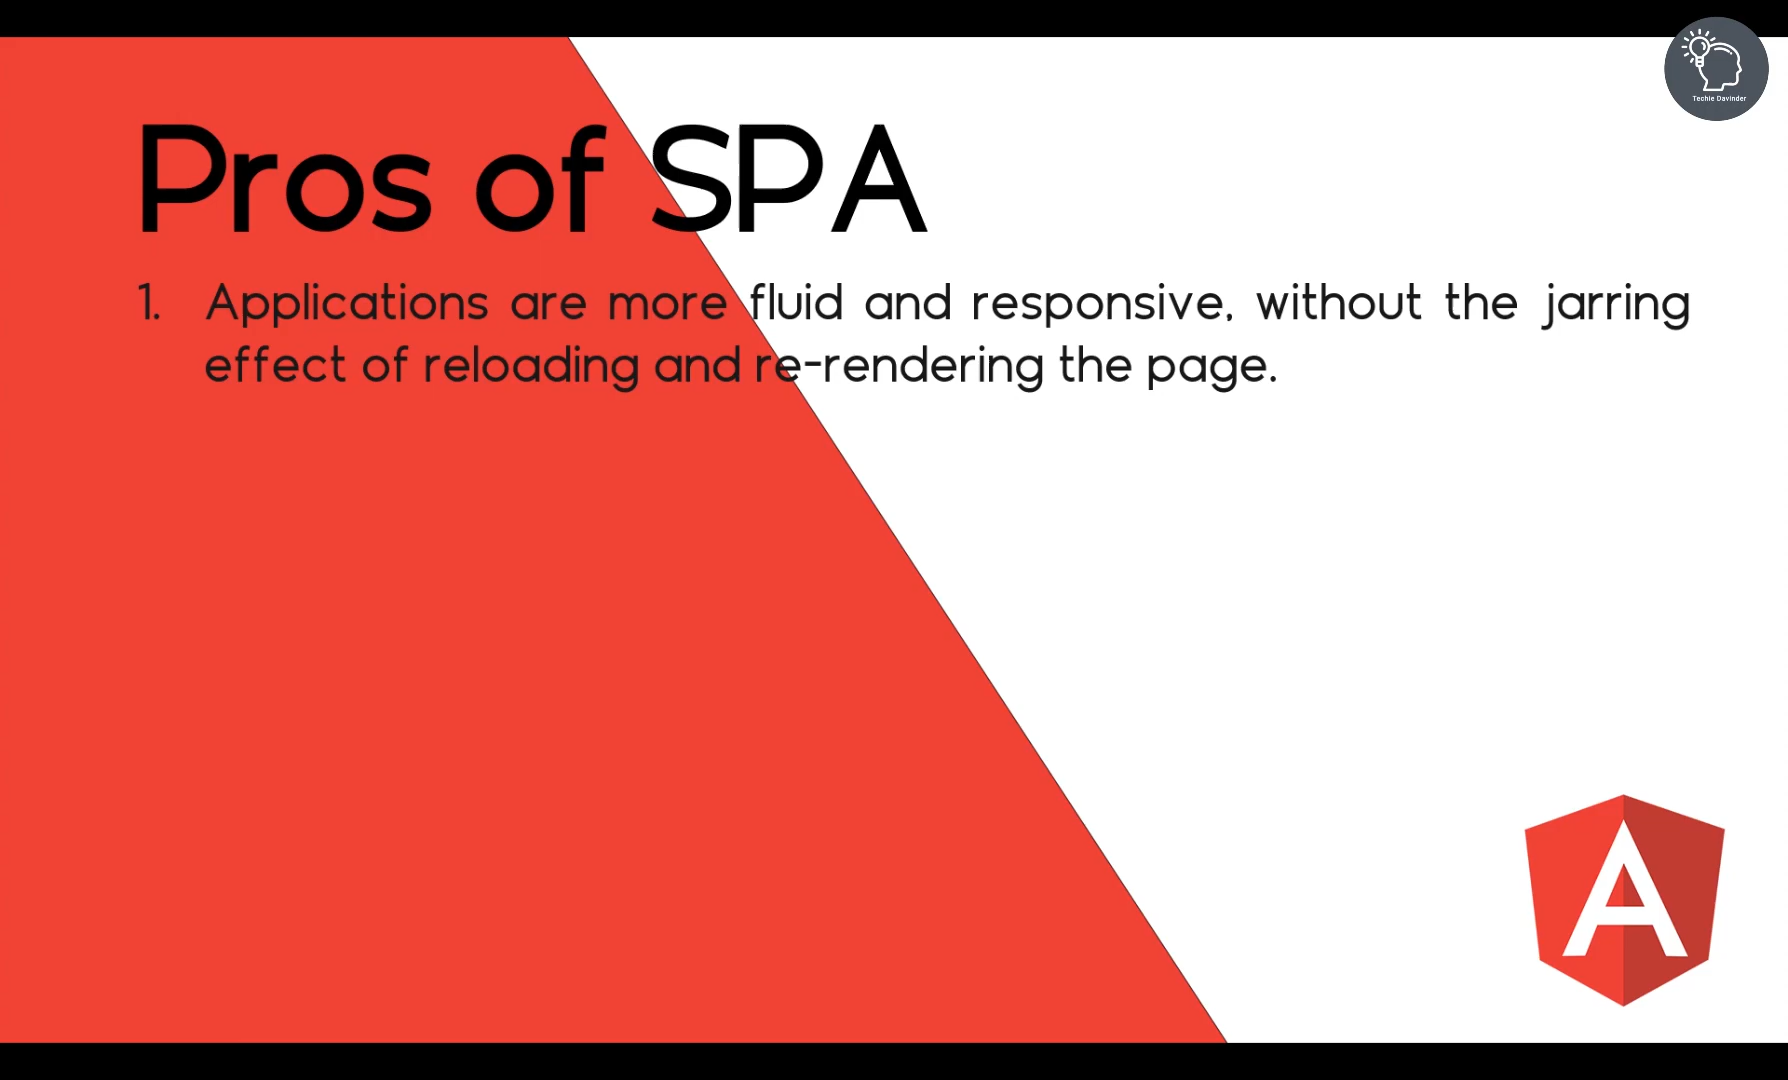 Techie Davinder
Pros of SPA
1. Applications are more fluid and responsive, without the jarring
effect of reloading and re-rendering the page.
A